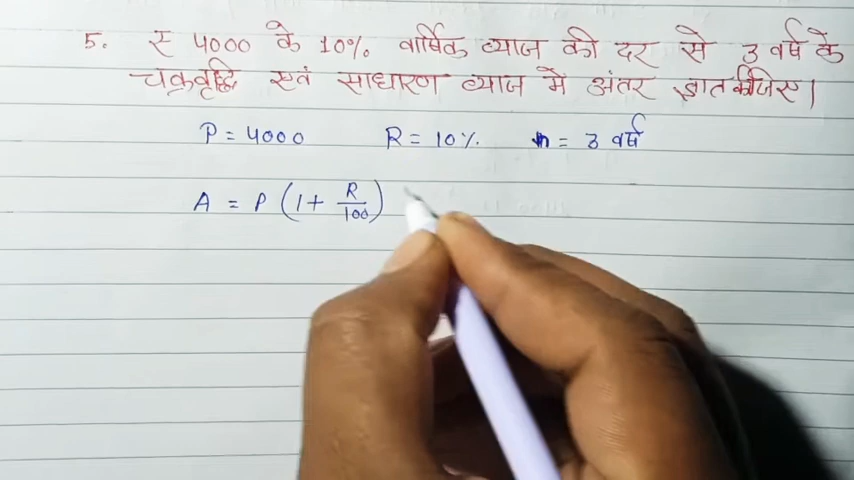 5. ₹ 4000 के 10% वार्षिक व्याज की दर से 3 वर्ष के
चक्रवृद्धि एवं साधारण व्याज में अंतर ज्ञात कीजिए।
P = 4000 R = 10% n = 3 वर्ष
A = P (1 + R/100)